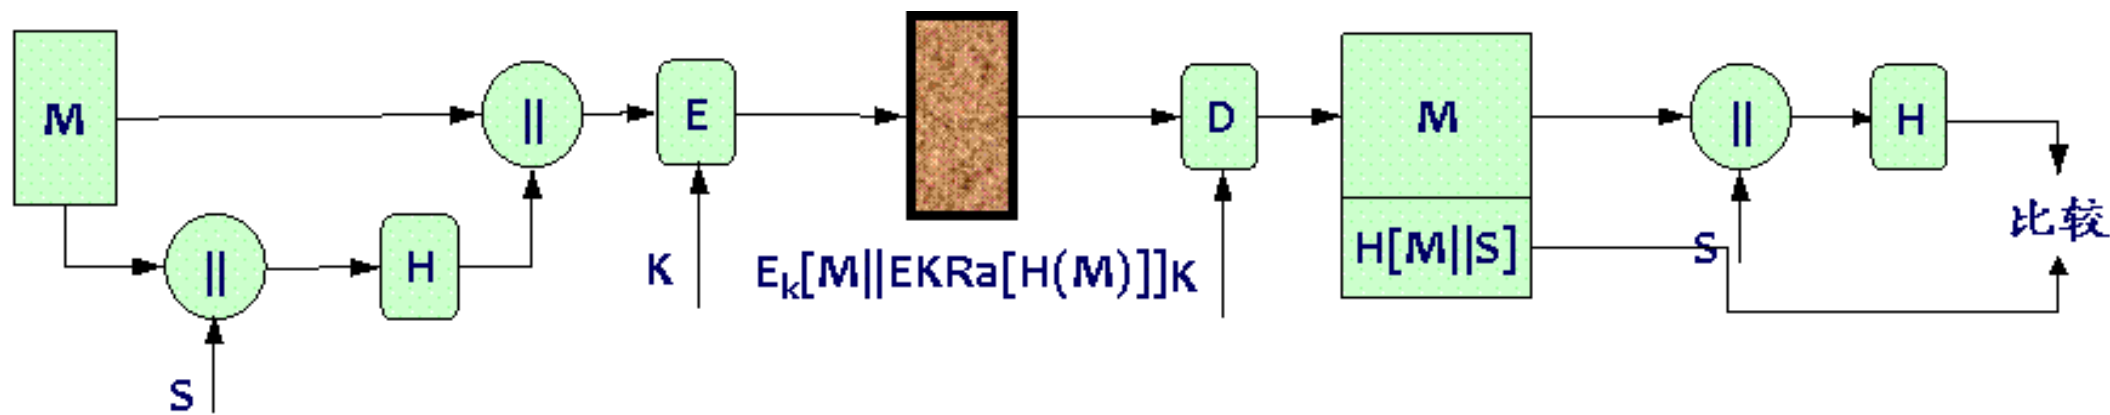 M
||
E
D
M
||
H
||
H
K
Eₖ[M||EKRa[H(M)]]K
H[M||S]
S
比较
S